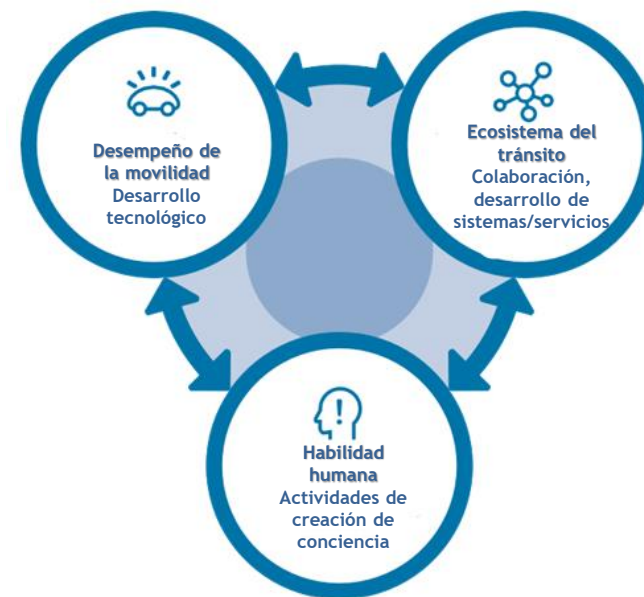 Desempeño de
la movilidad
Desarrollo
tecnológico
Ecosistema del
tránsito
Colaboración,
desarrollo de
sistemas/servicios
Habilidad
humana
Actividades de
creación de
conciencia